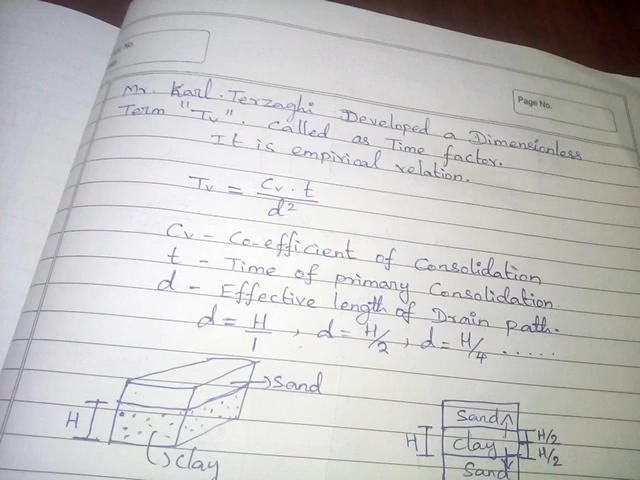 No.
Page No.
Mr. Karl. Terzaghi Developed a Dimensionless
Term "Tv". Called as Time factor.
It is empirical relation.
Tv = Cv . t / d²
Cv - Co-efficient of Consolidation
t - Time of primary Consolidation.
d - Effective length of Drain path.
d = H/1 , d = H/2 , d = H/4 .....
Sand
H
Clay
Sand
H Clay H/2
H/2
Sand